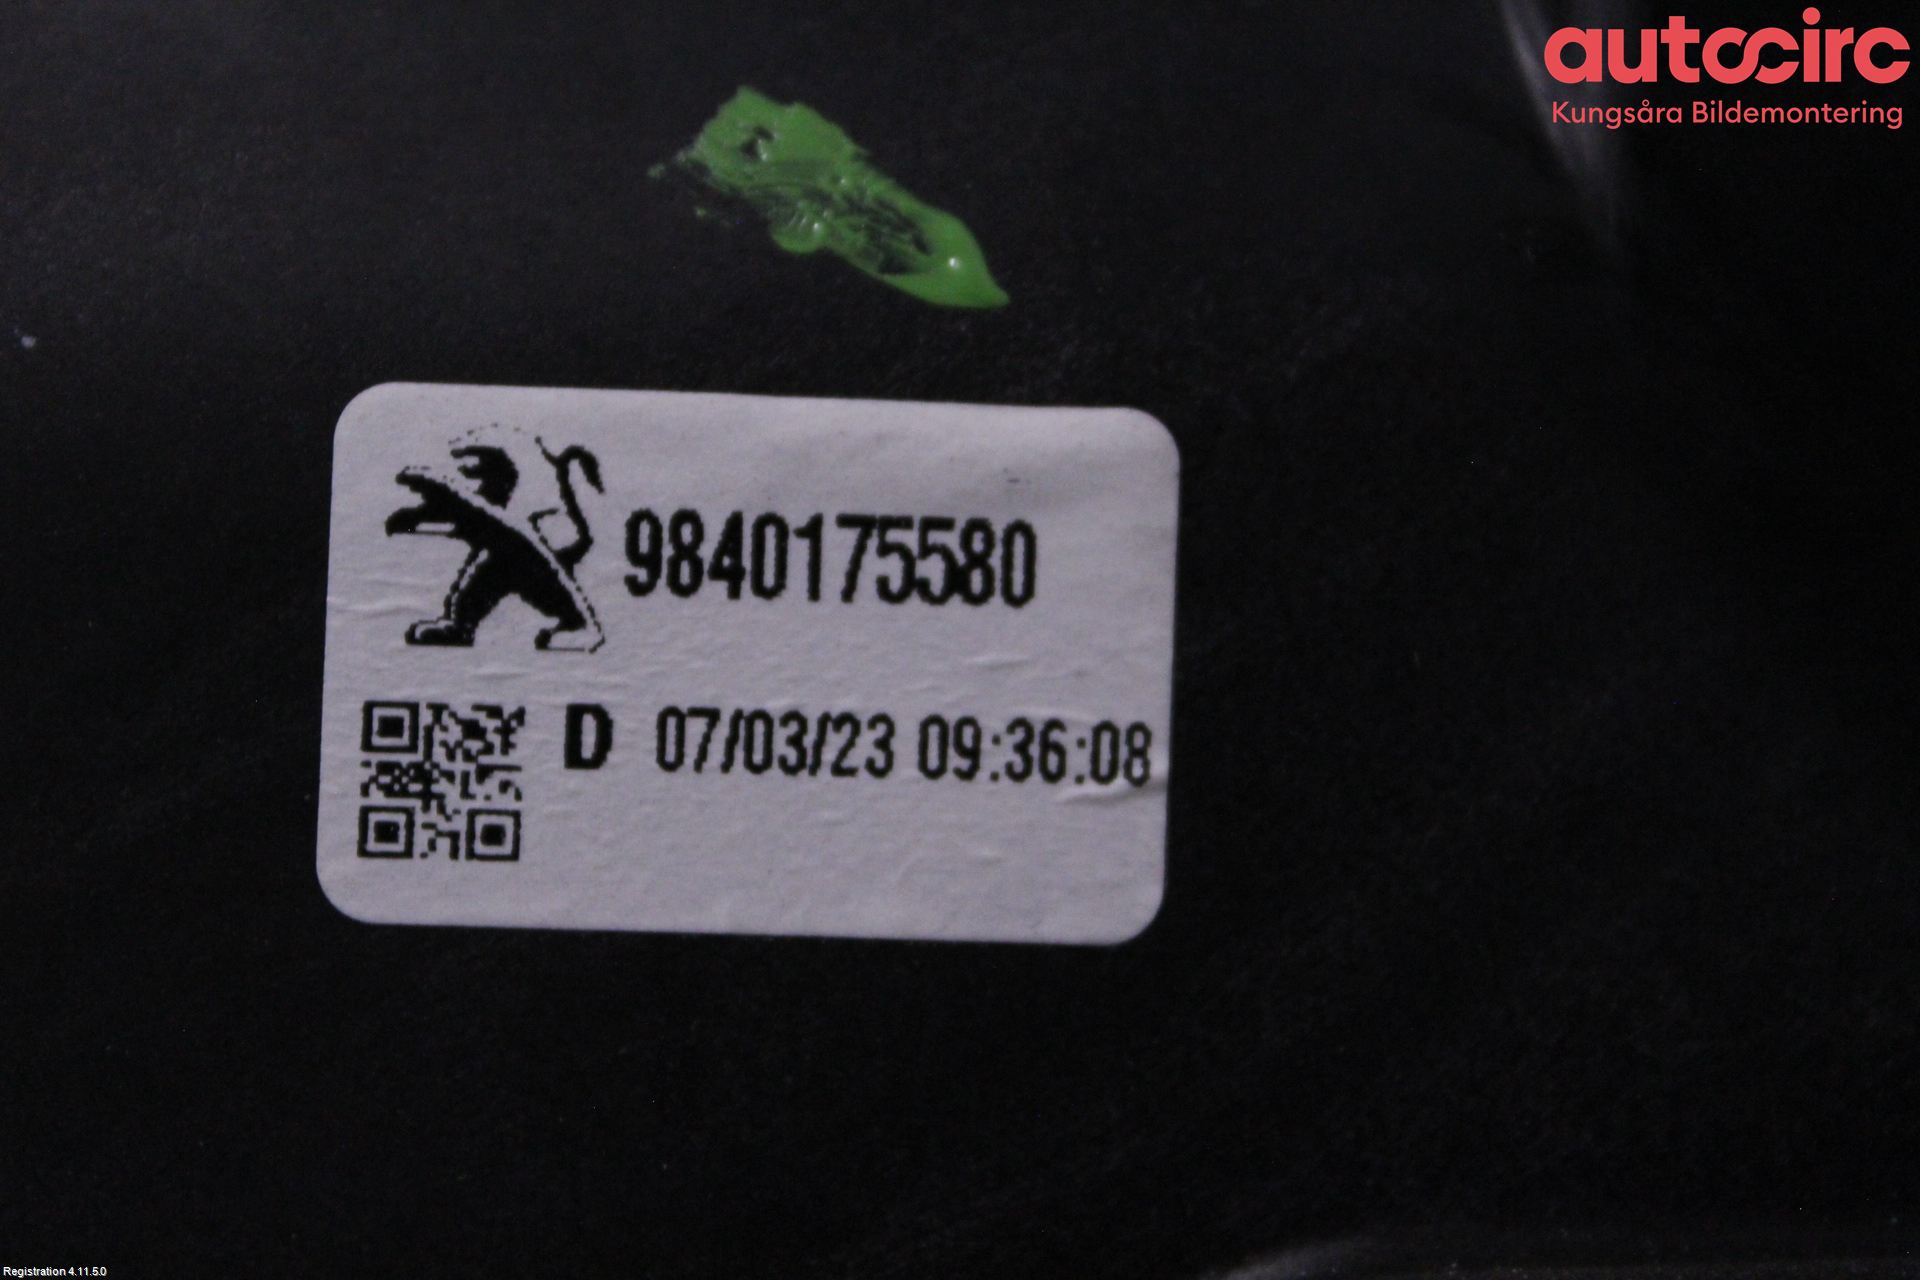 autocirc
Kungsåra Bildemontering
9840175580
D 07/03/23 09:36:08
Registration 4.11.5.0